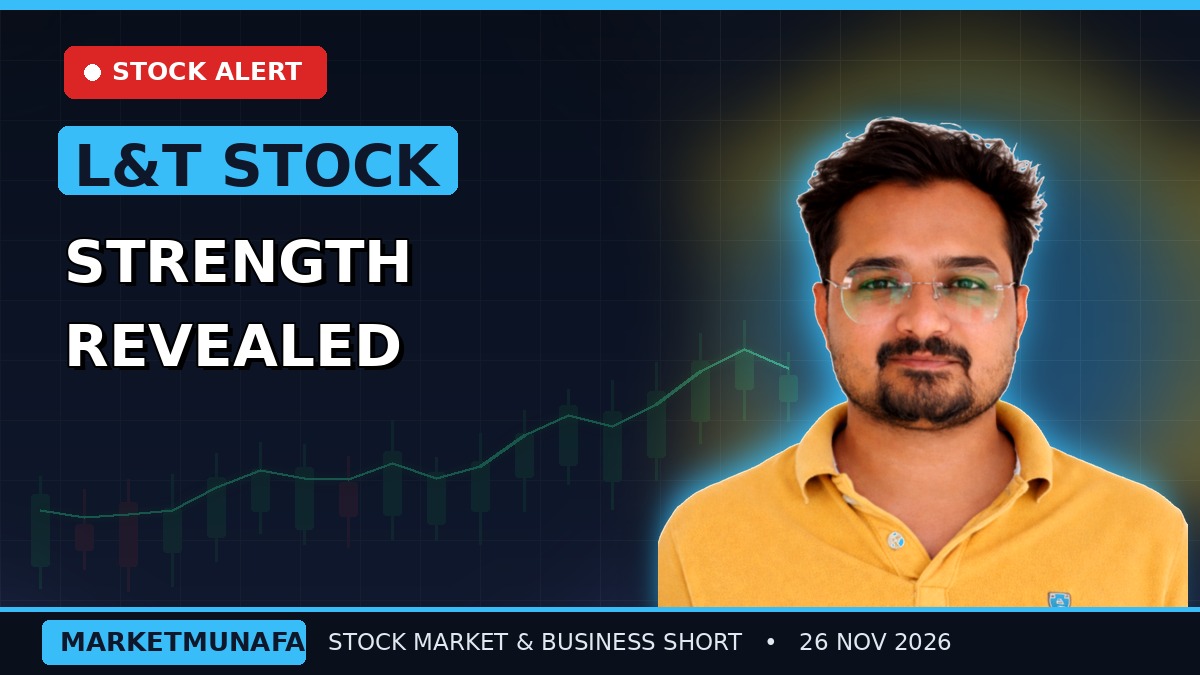 STOCK ALERT
L&T STOCK
STRENGTH
REVEALED
MARKETMUNAFA STOCK MARKET & BUSINESS SHORT • 26 NOV 2026